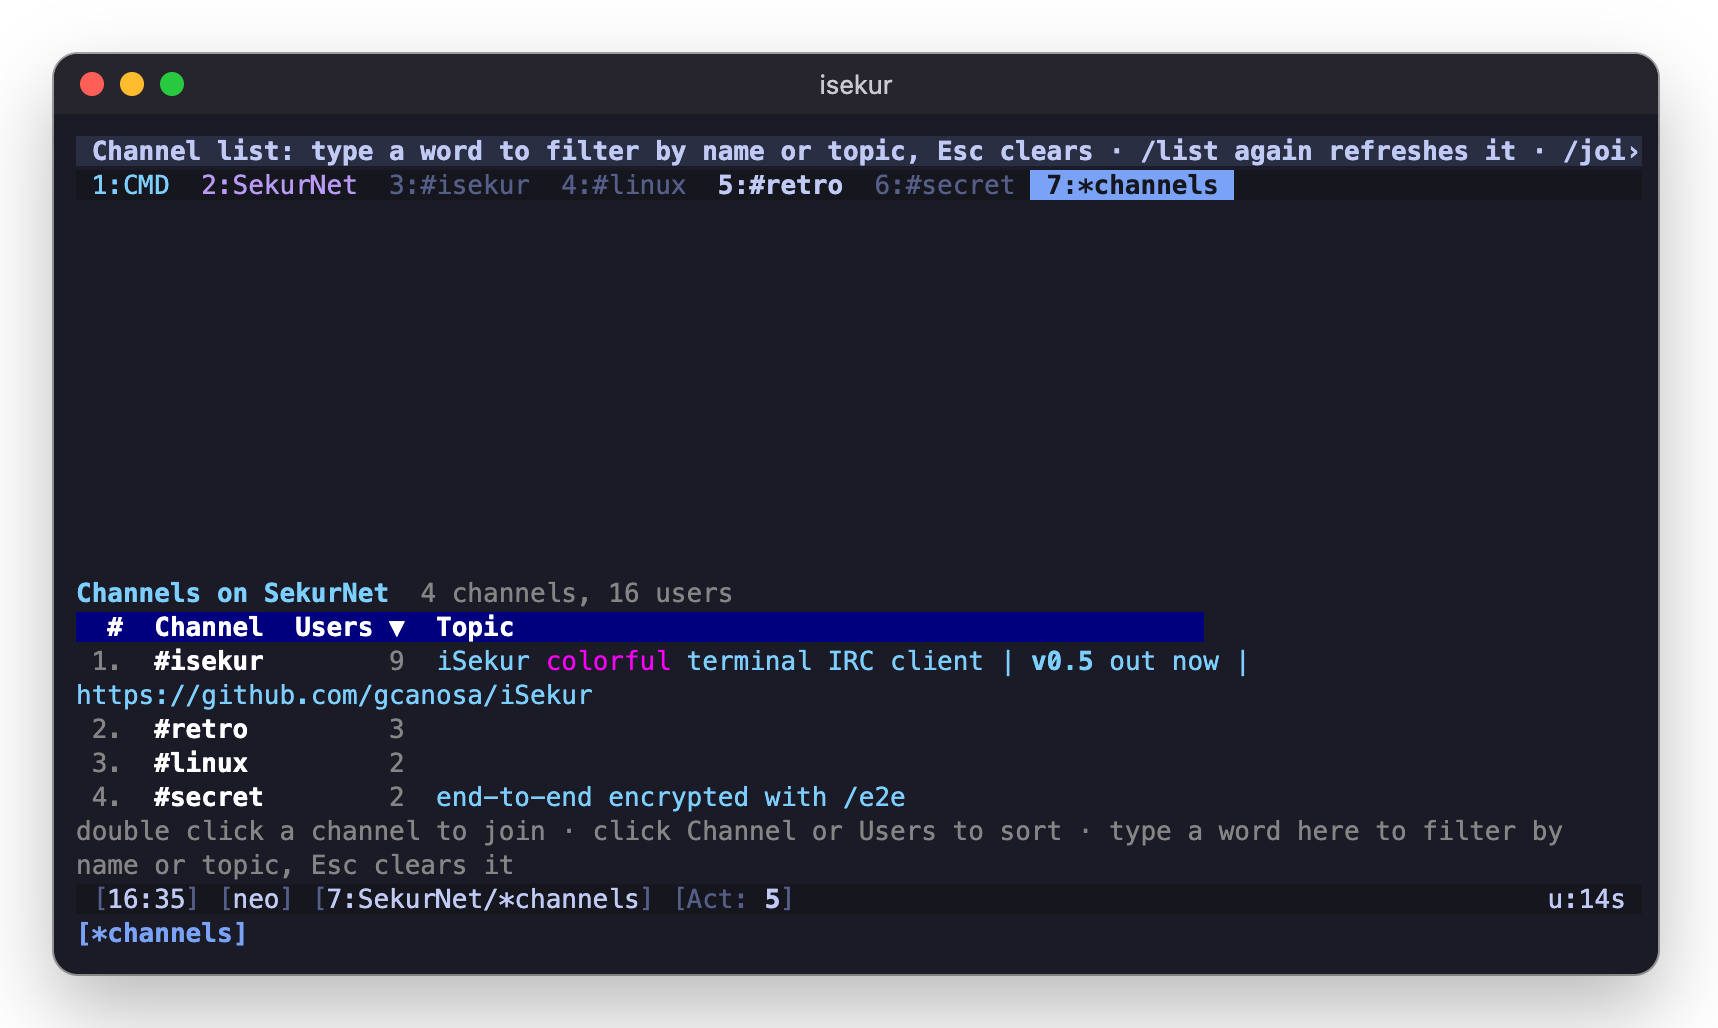 isekur
Channel list: type a word to filter by name or topic, Esc clears · /list again refreshes it · /joi›
1:CMD 2:SekurNet 3:#isekur 4:#linux 5:#retro 6:#secret 7:*channels
Channels on SekurNet 4 channels, 16 users
# Channel Users ▼ Topic
1. #isekur 9 iSekur colorful terminal IRC client | v0.5 out now |
https://github.com/gcanosa/iSekur
2. #retro 3
3. #linux 2
4. #secret 2 end-to-end encrypted with /e2e
double click a channel to join · click Channel or Users to sort · type a word here to filter by
name or topic, Esc clears it
[16:35] [neo] [7:SekurNet/*channels] [Act: 5] u:14s
[*channels]